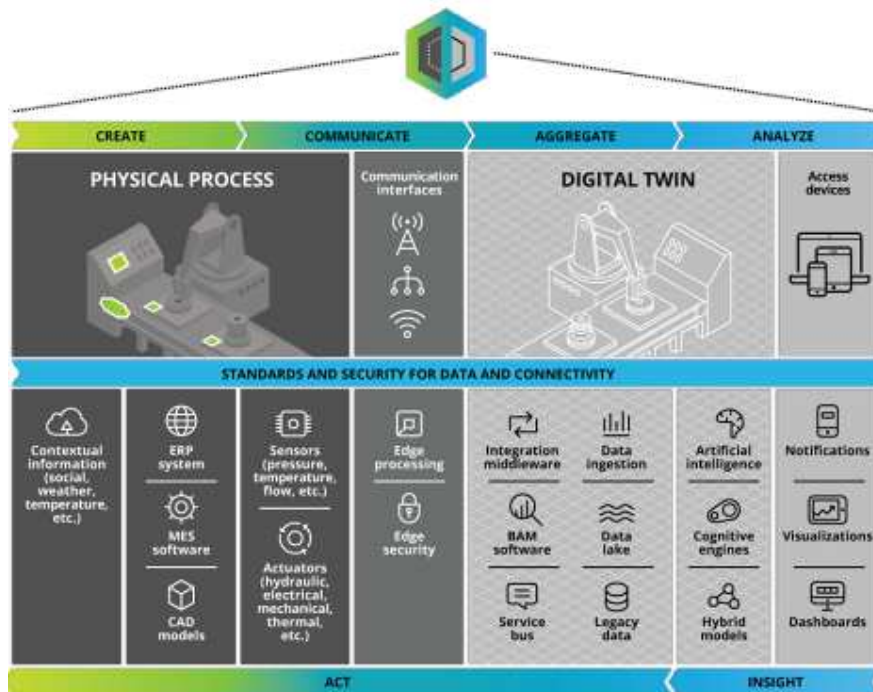 CREATE
COMMUNICATE
AGGREGATE
ANALYZE
PHYSICAL PROCESS
Communication
interfaces
DIGITAL TWIN
Access
devices
STANDARDS AND SECURITY FOR DATA AND CONNECTIVITY
Contextual
information
(social,
weather,
temperature,
etc.)
ERP
system
MES
software
CAD
models
Sensors
(pressure,
temperature,
flow, etc.)
Actuators
(hydraulic,
electrical,
mechanical,
thermal,
etc.)
Edge
processing
Edge
security
Integration
middleware
BAM
software
Service
bus
Data
ingestion
Data
lake
Legacy
data
Artificial
intelligence
Cognitive
engines
Hybrid
models
Notifications
Visualizations
Dashboards
ACT
INSIGHT